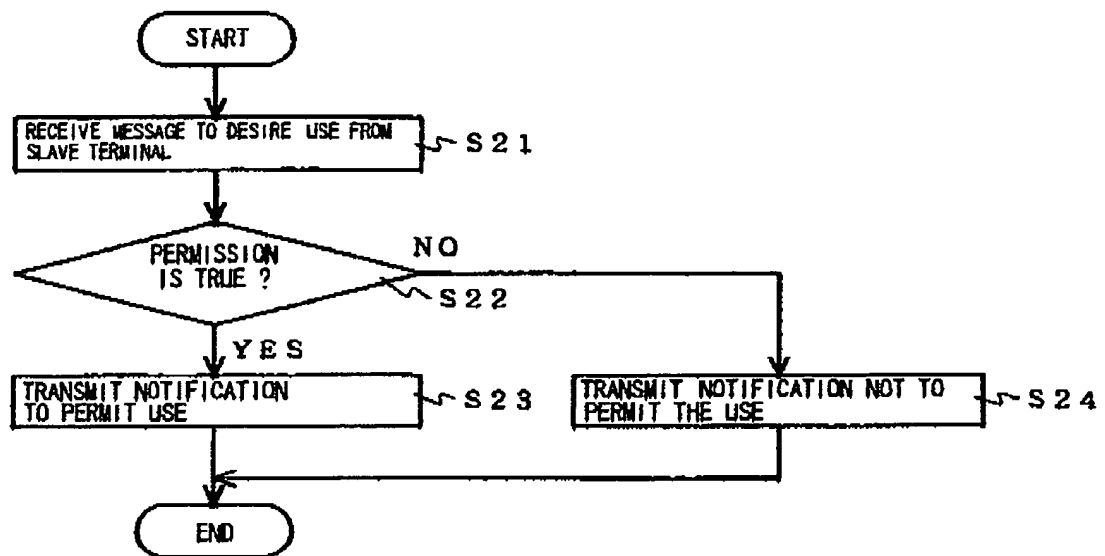 START
RECEIVE MESSAGE TO DESIRE USE FROM
SLAVE TERMINAL
S21
PERMISSION
IS TRUE ?
NO
S22
YES
TRANSMIT NOTIFICATION
TO PERMIT USE
S23
TRANSMIT NOTIFICATION NOT TO
PERMIT THE USE
S24
END